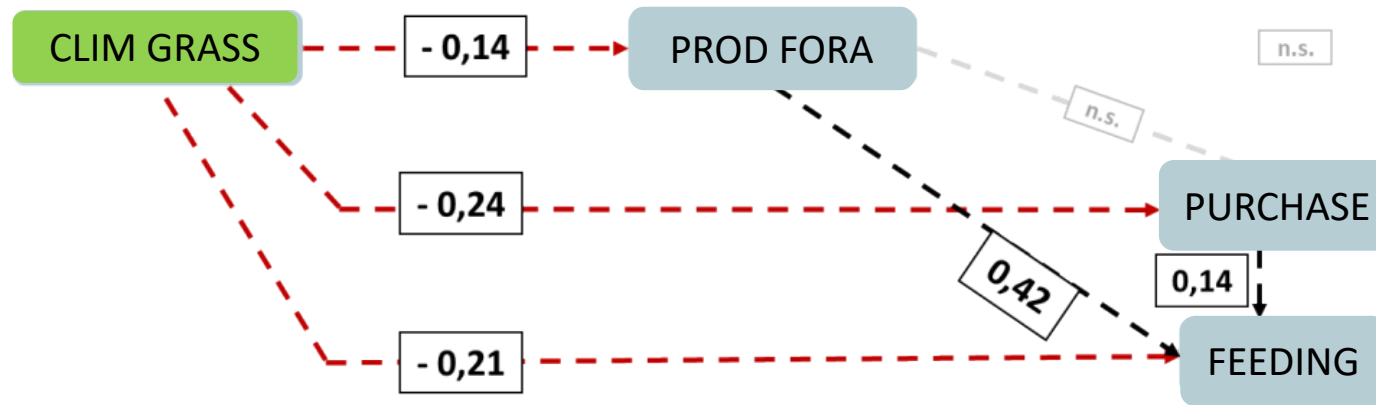 CLIM GRASS
- 0,14
PROD FORA
n.s.
n.s.
- 0,24
PURCHASE
0,42
0,14
- 0,21
FEEDING